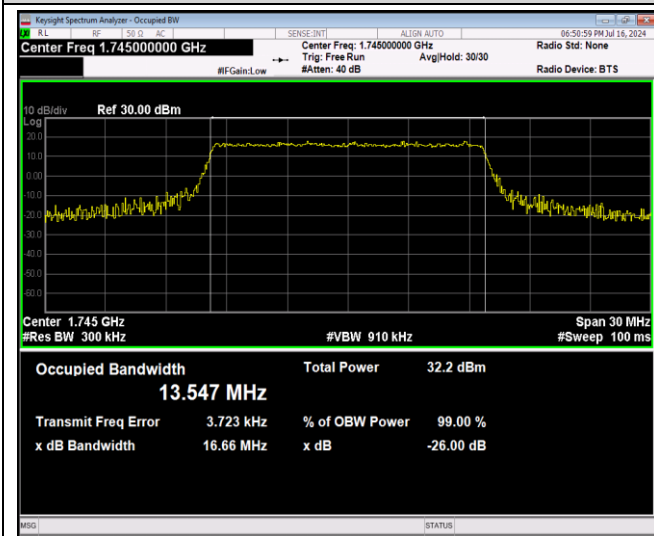 Keysight Spectrum Analyzer - Occupied BW
RL RF 50 Ω AC SENSE:INT ALIGN AUTO 06:50:59 PM Jul 16, 2024
Center Freq 1.745000000 GHz Center Freq: 1.745000000 GHz Radio Std: None
Trig: Free Run Avg|Hold: 30/30
#IFGain:Low #Atten: 40 dB Radio Device: BTS
10 dB/div Ref 30.00 dBm
Log
20.0
10.0
0.00
-10.0
-20.0
-30.0
-40.0
-50.0
-60.0
Center 1.745 GHz Span 30 MHz
#Res BW 300 kHz #VBW 910 kHz #Sweep 100 ms
Occupied Bandwidth Total Power 32.2 dBm
13.547 MHz
Transmit Freq Error 3.723 kHz % of OBW Power 99.00 %
x dB Bandwidth 16.66 MHz x dB -26.00 dB
MSG STATUS